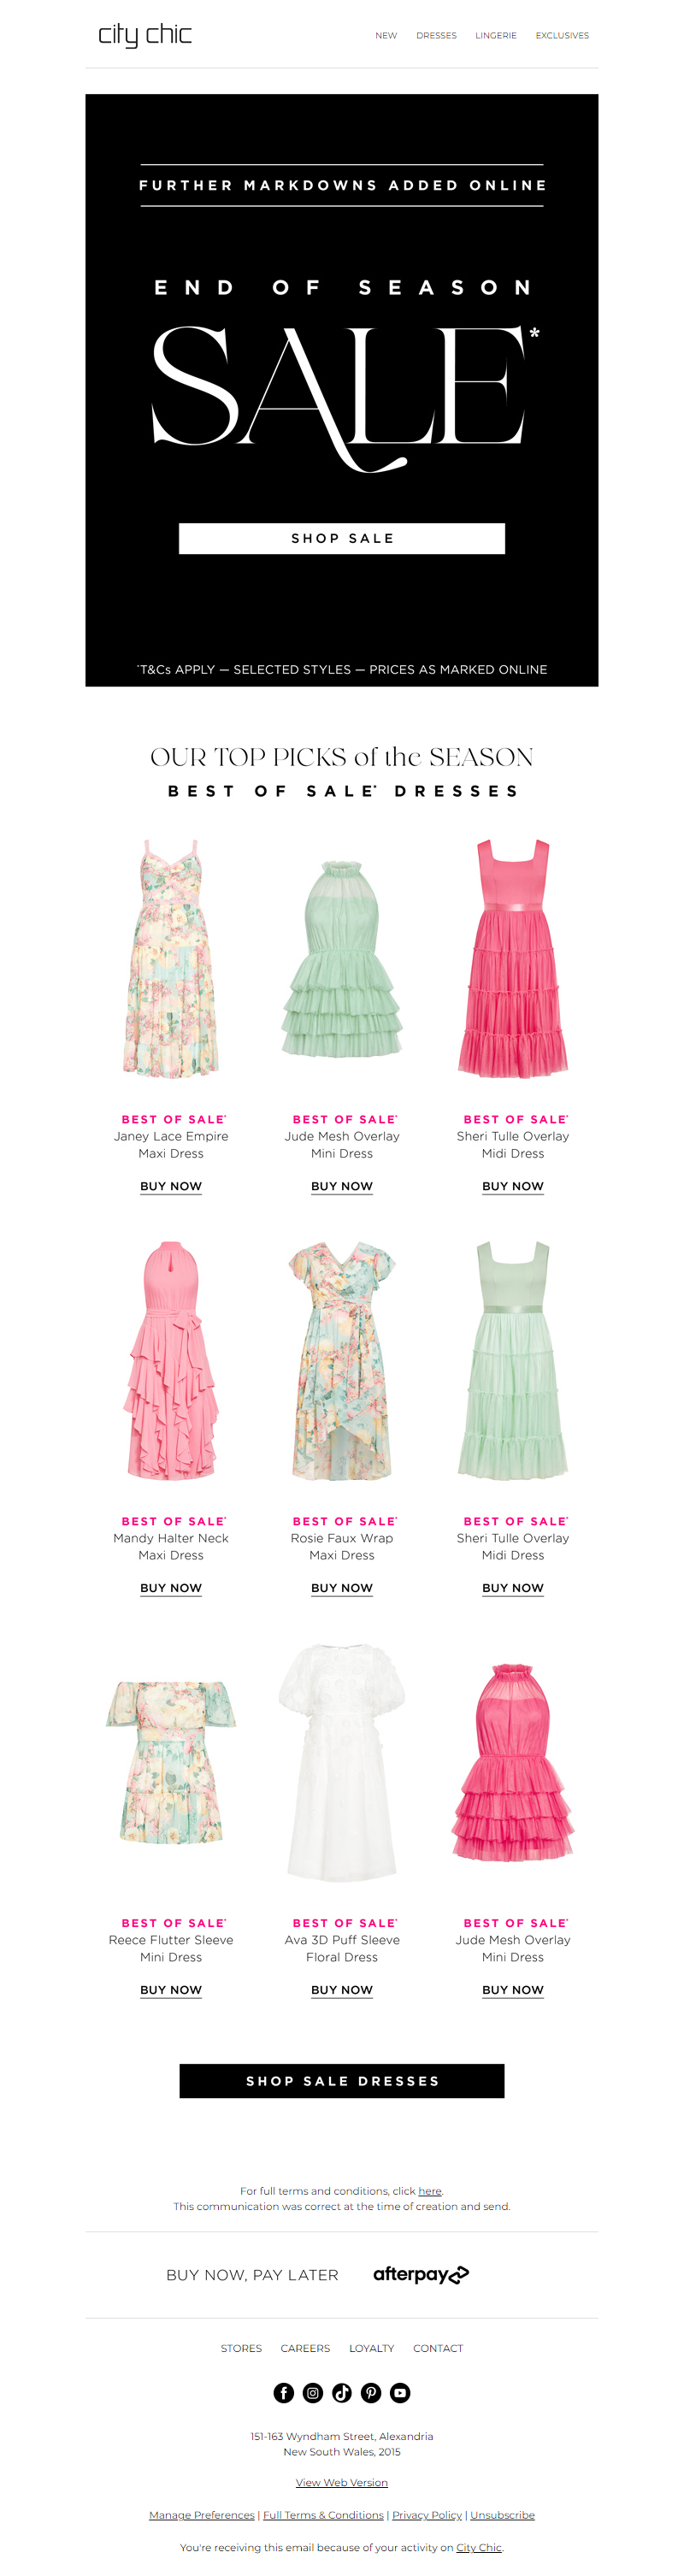 city chic
NEW DRESSES LINGERIE EXCLUSIVES
FURTHER MARKDOWNS ADDED ONLINE
END OF SEASON
SALE*
SHOP SALE
*T&Cs APPLY — SELECTED STYLES — PRICES AS MARKED ONLINE
OUR TOP PICKS of the SEASON
BEST OF SALE* DRESSES
BEST OF SALE*
Janey Lace Empire
Maxi Dress
BUY NOW
BEST OF SALE*
Jude Mesh Overlay
Mini Dress
BUY NOW
BEST OF SALE*
Sheri Tulle Overlay
Midi Dress
BUY NOW
BEST OF SALE*
Mandy Halter Neck
Maxi Dress
BUY NOW
BEST OF SALE*
Rosie Faux Wrap
Maxi Dress
BUY NOW
BEST OF SALE*
Sheri Tulle Overlay
Midi Dress
BUY NOW
BEST OF SALE*
Reece Flutter Sleeve
Mini Dress
BUY NOW
BEST OF SALE*
Ava 3D Puff Sleeve
Floral Dress
BUY NOW
BEST OF SALE*
Jude Mesh Overlay
Mini Dress
BUY NOW
SHOP SALE DRESSES
For full terms and conditions, click here.
This communication was correct at the time of creation and send.
BUY NOW, PAY LATER afterpay
STORES CAREERS LOYALTY CONTACT
151-163 Wyndham Street, Alexandria
New South Wales, 2015
View Web Version
Manage Preferences | Full Terms & Conditions | Privacy Policy | Unsubscribe
You're receiving this email because of your activity on City Chic.